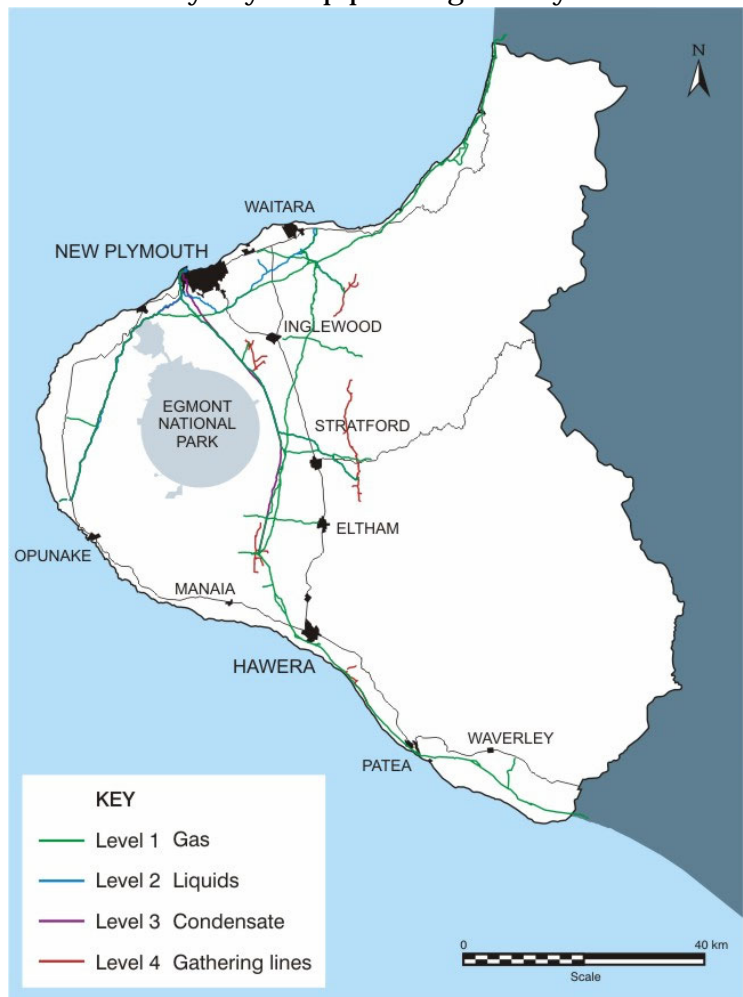 N
WAITARA
NEW PLYMOUTH
INGLEWOOD
EGMONT
NATIONAL
PARK
STRATFORD
ELTHAM
OPUNAKE
MANAIA
HAWERA
WAVERLEY
PATEA
KEY
Level 1 Gas
Level 2 Liquids
Level 3 Condensate
Level 4 Gathering lines
0 40 km
Scale